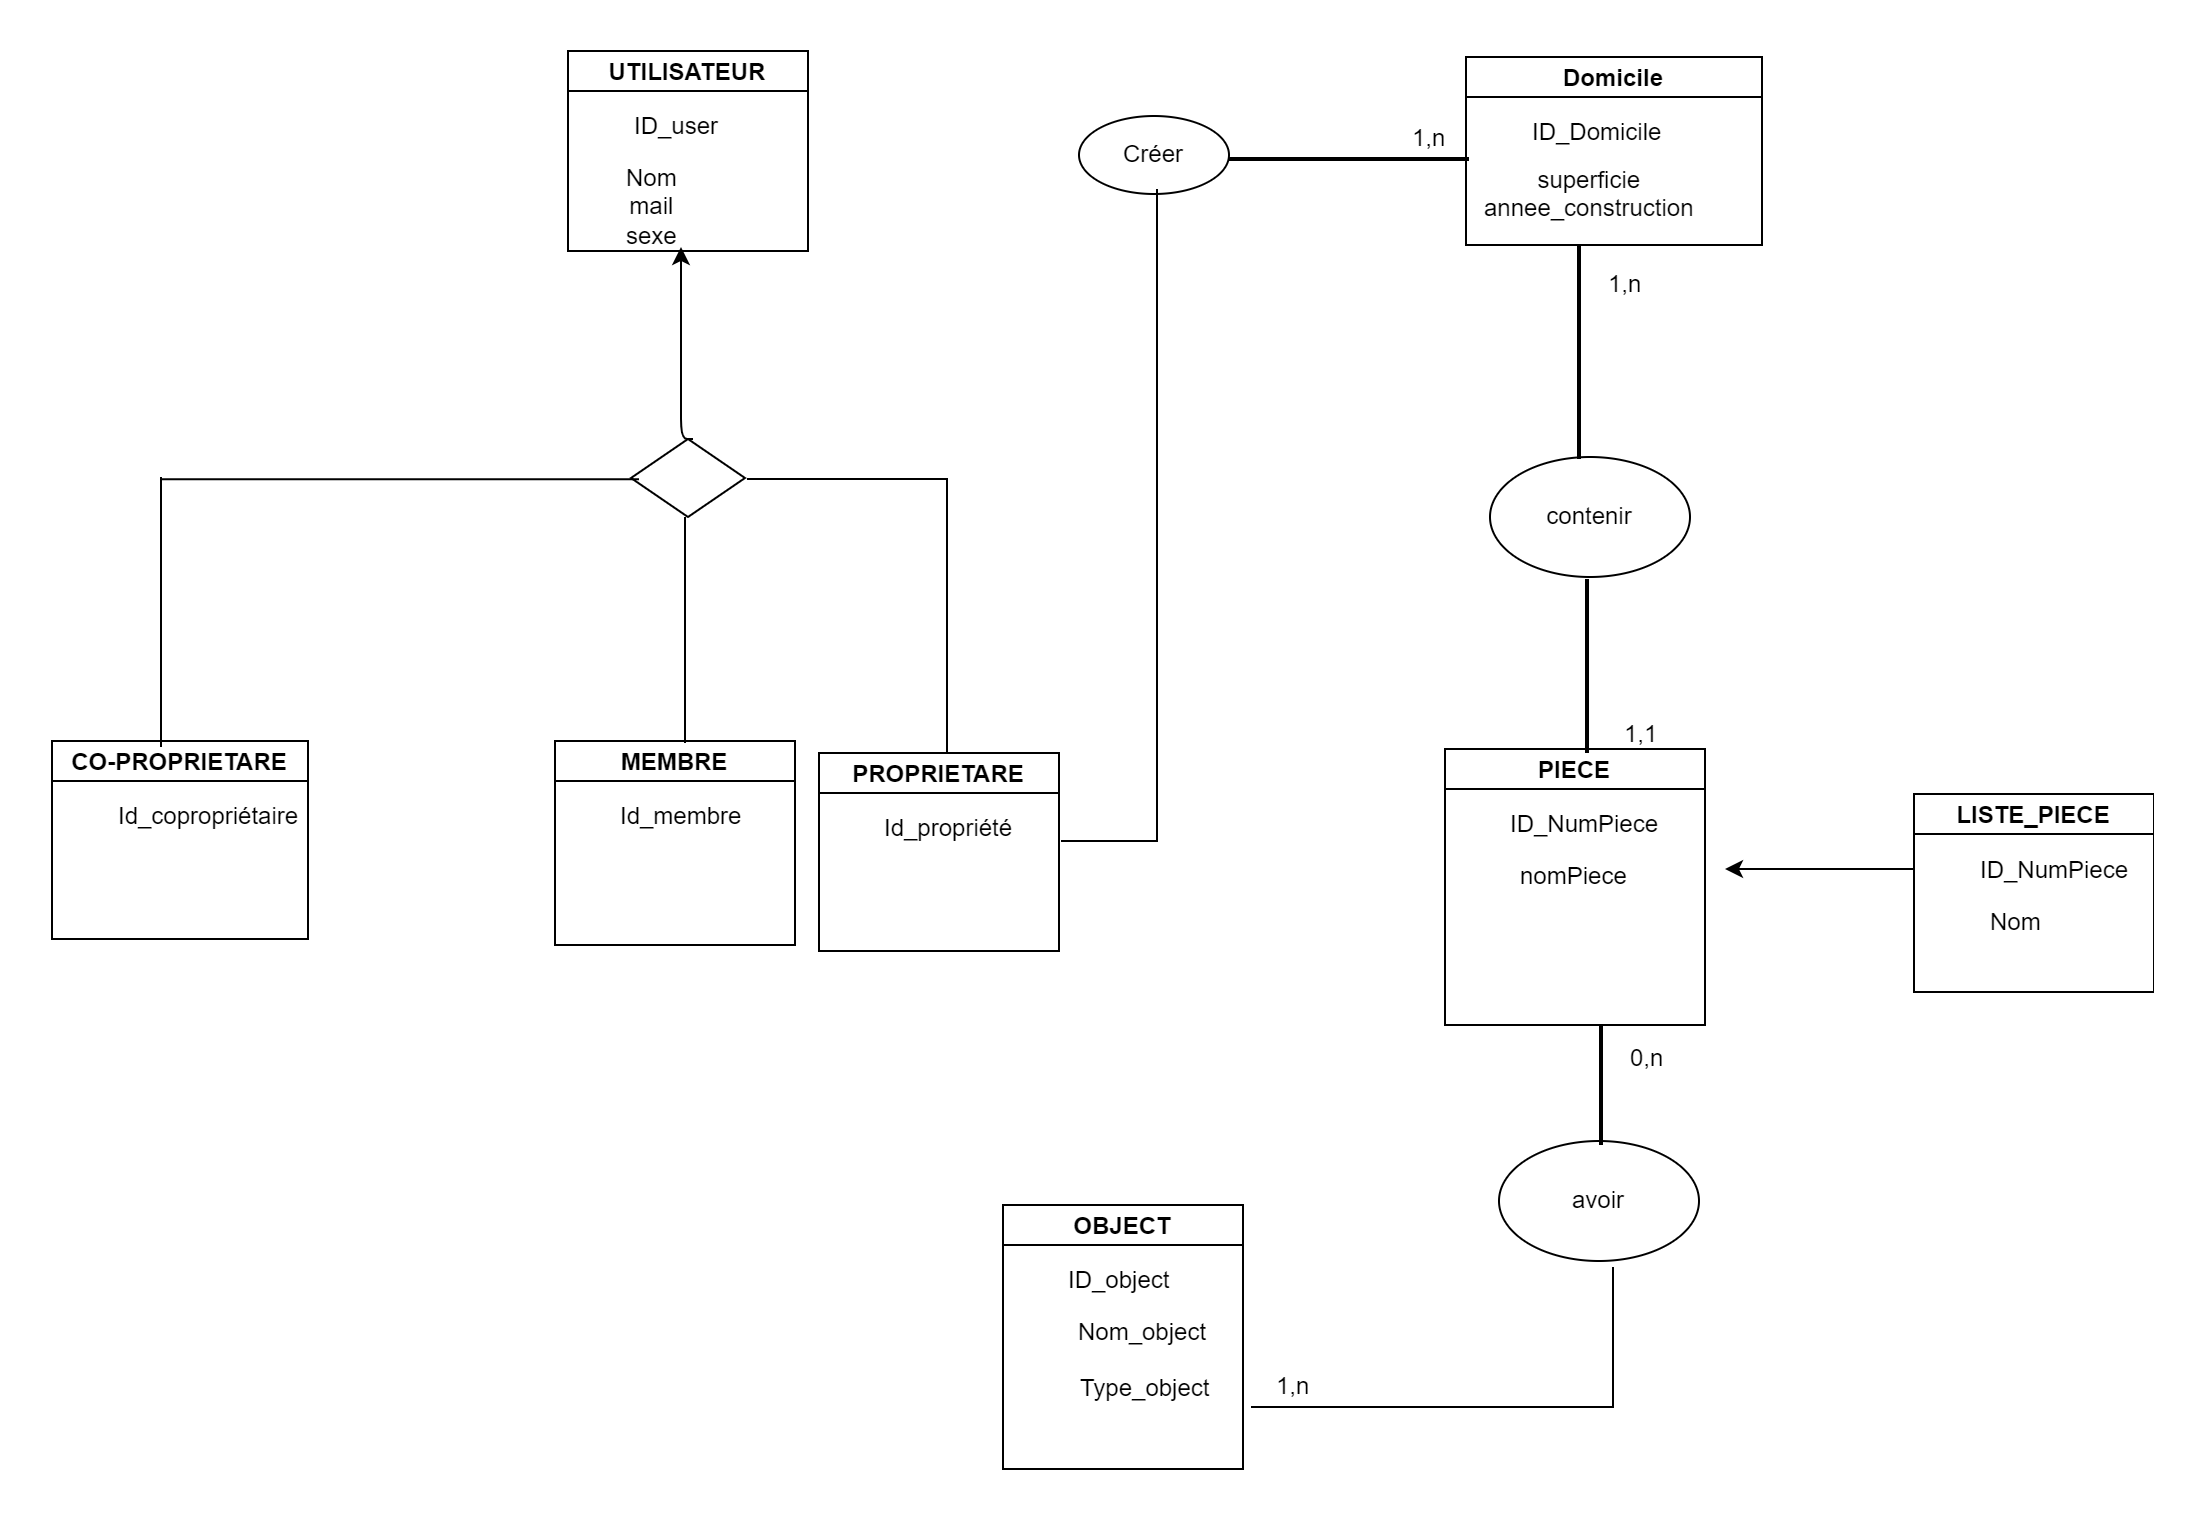 UTILISATEUR
ID_user
Nom
mail
sexe
Domicile
ID_Domicile
superficie
annee_construction
Créer
1,n
1,n
contenir
1,1
CO-PROPRIETARE
Id_copropriétaire
MEMBRE
Id_membre
PROPRIETARE
Id_propriété
PIECE
ID_NumPiece
nomPiece
LISTE_PIECE
ID_NumPiece
Nom
0,n
avoir
OBJECT
ID_object
Nom_object
Type_object
1,n